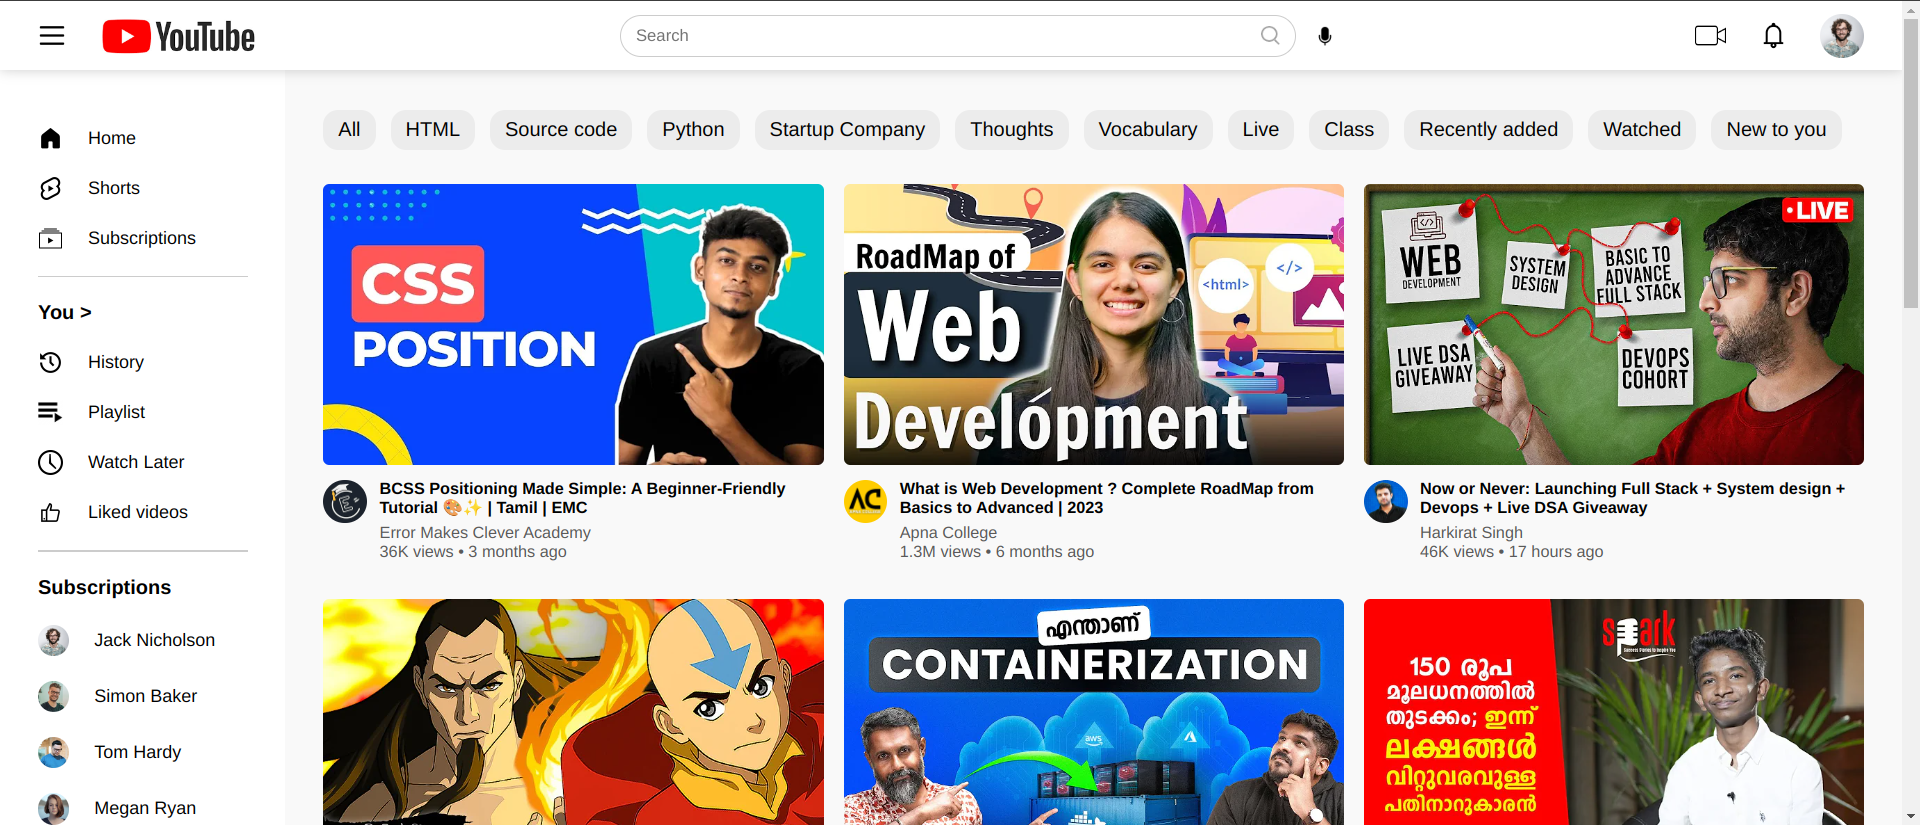 YouTube
Search
Home
Shorts
Subscriptions
You >
History
Playlist
Watch Later
Liked videos
Subscriptions
Jack Nicholson
Simon Baker
Tom Hardy
Megan Ryan
All
HTML
Source code
Python
Startup Company
Thoughts
Vocabulary
Live
Class
Recently added
Watched
New to you
CSS
POSITION
E
BCSS Positioning Made Simple: A Beginner-Friendly
Tutorial 🎨✨ | Tamil | EMC
Error Makes Clever Academy
36K views • 3 months ago
RoadMap of
Web
Development
<html>
</>
AC
What is Web Development ? Complete RoadMap from
Basics to Advanced | 2023
Apna College
1.3M views • 6 months ago
• LIVE
WEB
DEVELOPMENT
SYSTEM
DESIGN
BASIC TO
ADVANCE
FULL STACK
LIVE DSA
GIVEAWAY
DEVOPS
COHORT
Now or Never: Launching Full Stack + System design +
Devops + Live DSA Giveaway
Harkirat Singh
46K views • 17 hours ago
എന്താണ്
CONTAINERIZATION
aws
spark
150 രൂപ
മൂലധനത്തിൽ
തുടക്കം; ഇന്ന്
ലക്ഷങ്ങൾ
വിറ്റുവരവുള്ള
പതിനാറുകാരൻ